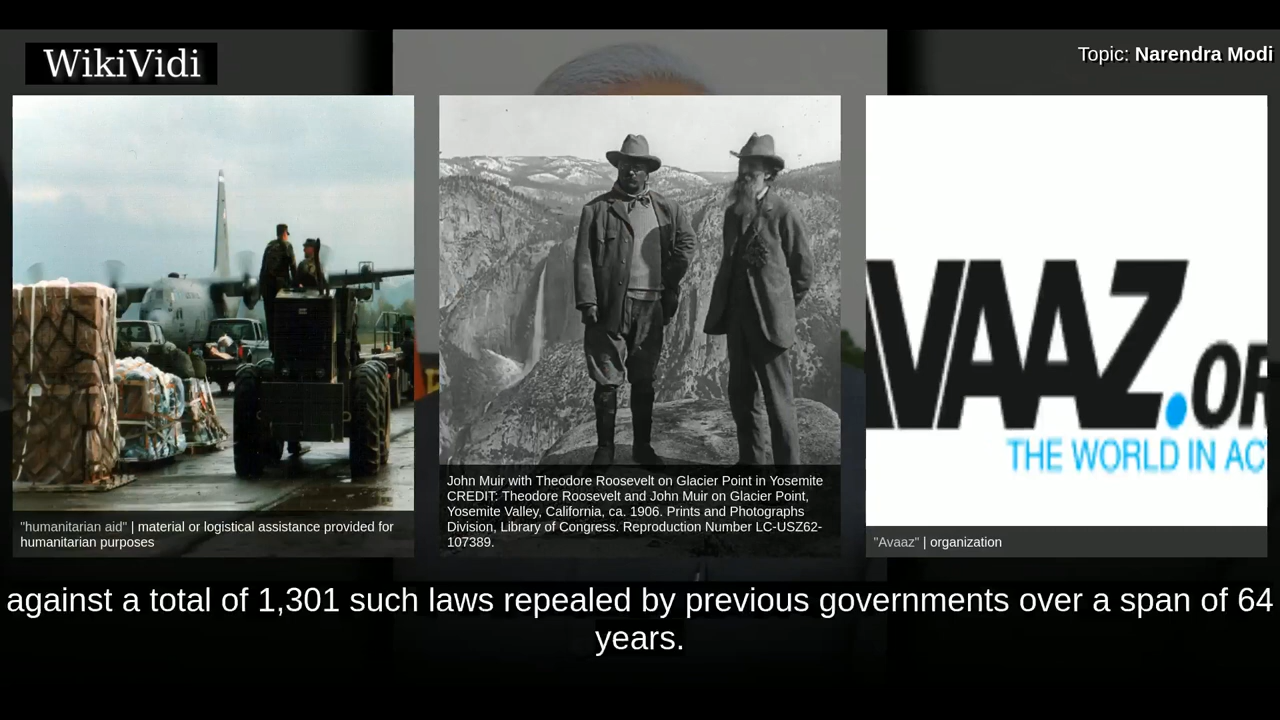 WikiVidi
Topic: Narendra Modi
"humanitarian aid" | material or logistical assistance provided for
humanitarian purposes
John Muir with Theodore Roosevelt on Glacier Point in Yosemite
CREDIT: Theodore Roosevelt and John Muir on Glacier Point,
Yosemite Valley, California, ca. 1906. Prints and Photographs
Division, Library of Congress. Reproduction Number LC-USZ62-
107389.
AVAAZ.OR
THE WORLD IN AC
"Avaaz" | organization
against a total of 1,301 such laws repealed by previous governments over a span of 64
years.